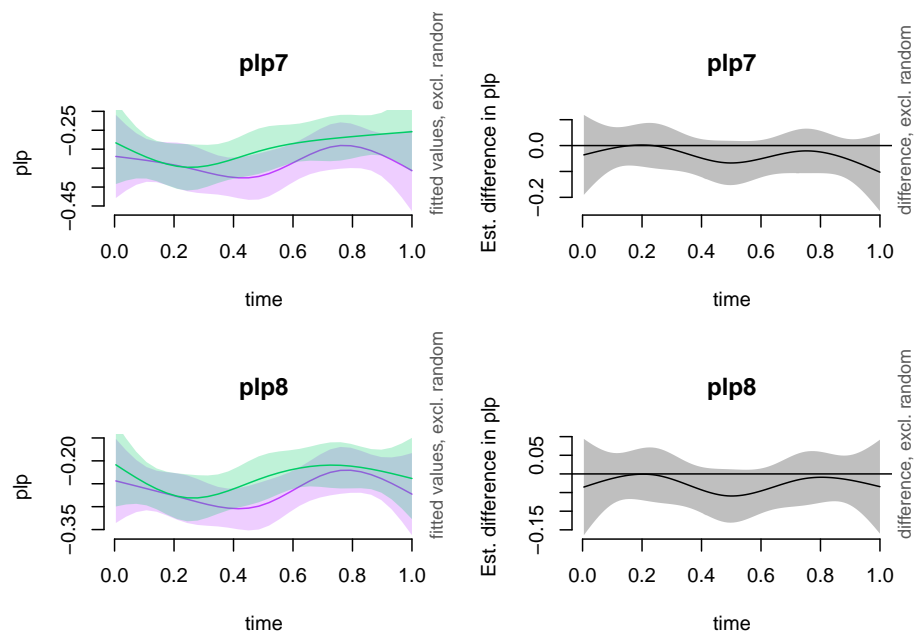 plp7
plp
−0.25
−0.45
0.0 0.2 0.4 0.6 0.8 1.0
time
fitted values, excl. random
plp7
Est. difference in plp
0.0
−0.2
0.0 0.2 0.4 0.6 0.8 1.0
time
difference, excl. random
plp8
plp
−0.20
−0.35
0.0 0.2 0.4 0.6 0.8 1.0
time
fitted values, excl. random
plp8
Est. difference in plp
0.05
−0.15
0.0 0.2 0.4 0.6 0.8 1.0
time
difference, excl. random